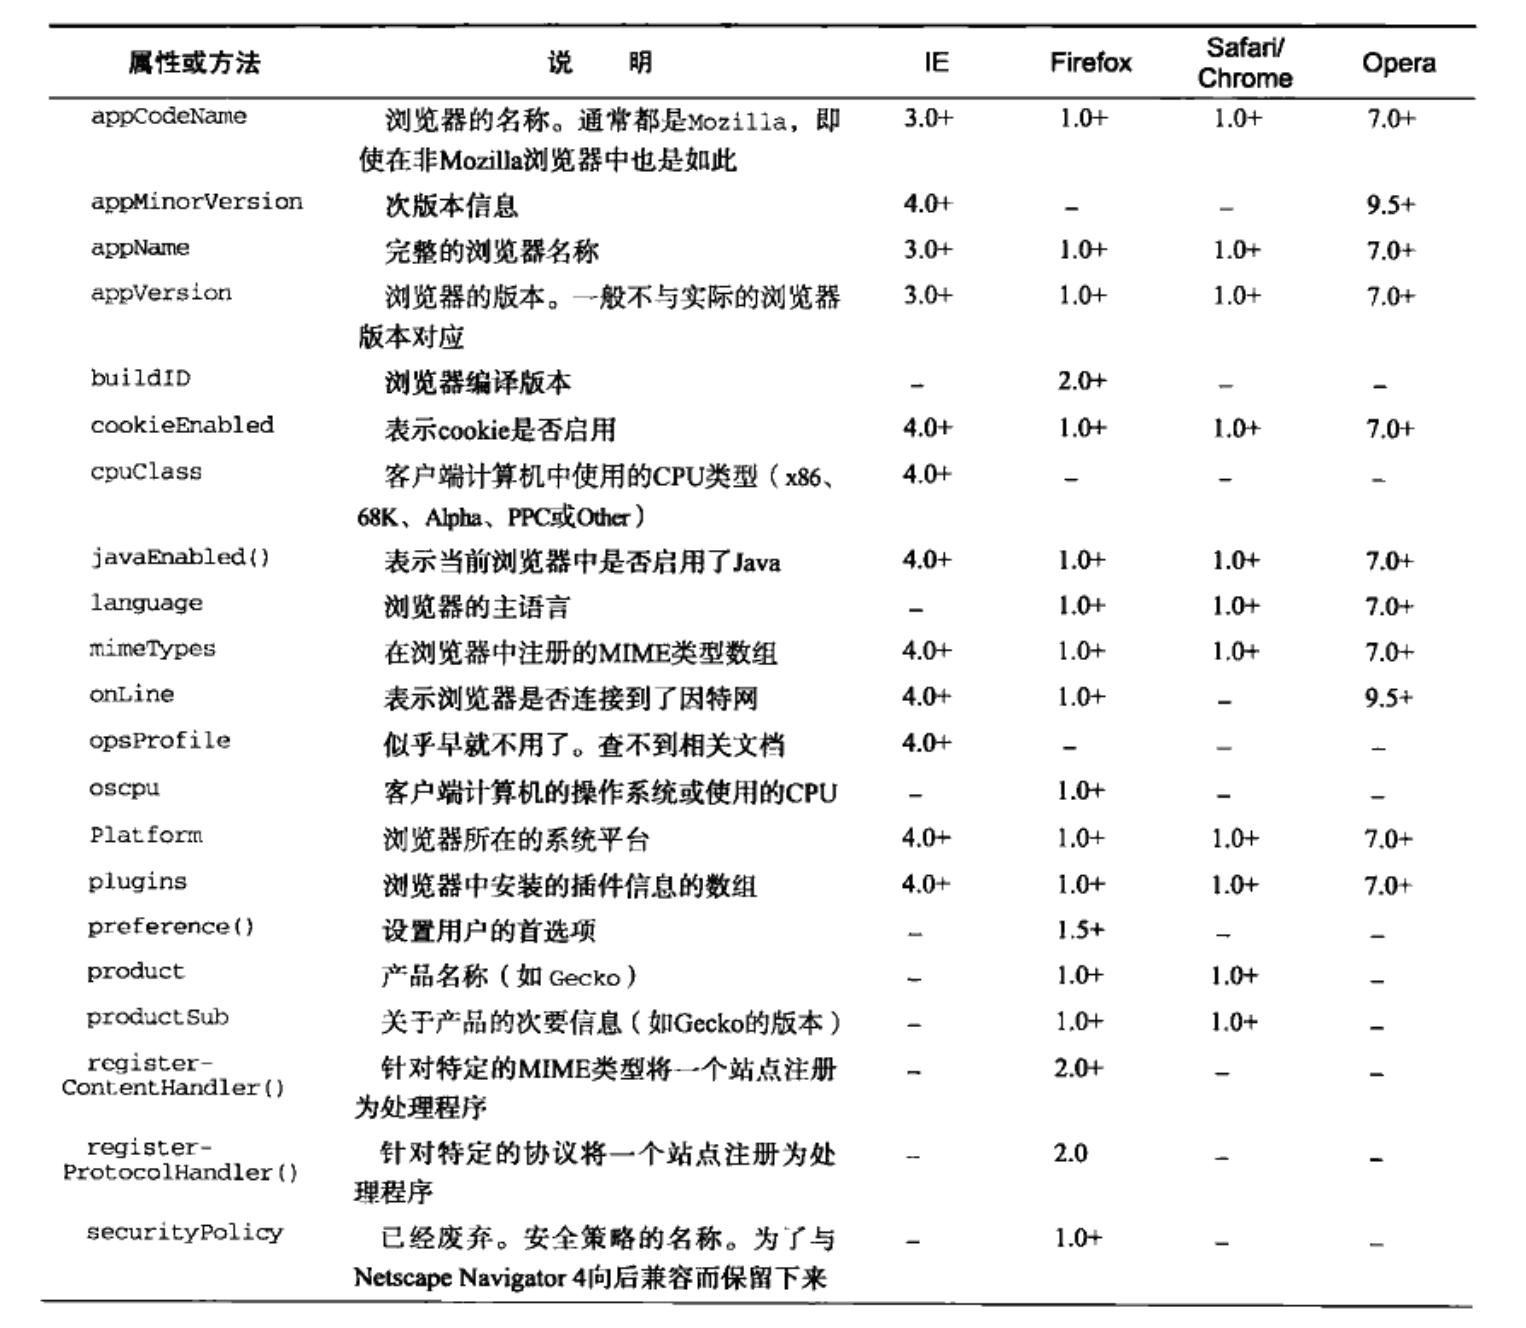 属性或方法 说 明 IE Firefox Safari/ Chrome Opera
appCodeName 浏览器的名称。通常都是Mozilla，即 3.0+ 1.0+ 1.0+ 7.0+
使在非Mozilla浏览器中也是如此
appMinorVersion 次版本信息 4.0+ – – 9.5+
appName 完整的浏览器名称 3.0+ 1.0+ 1.0+ 7.0+
appVersion 浏览器的版本。一般不与实际的浏览器 3.0+ 1.0+ 1.0+ 7.0+
版本对应
buildID 浏览器编译版本 – 2.0+ – –
cookieEnabled 表示cookie是否启用 4.0+ 1.0+ 1.0+ 7.0+
cpuClass 客户端计算机中使用的CPU类型（x86、 4.0+ – – –
68K、Alpha、PPC或Other）
javaEnabled() 表示当前浏览器中是否启用了Java 4.0+ 1.0+ 1.0+ 7.0+
language 浏览器的主语言 – 1.0+ 1.0+ 7.0+
mimeTypes 在浏览器中注册的MIME类型数组 4.0+ 1.0+ 1.0+ 7.0+
onLine 表示浏览器是否连接到了因特网 4.0+ 1.0+ – 9.5+
opsProfile 似乎早就不用了。查不到相关文档 4.0+ – – –
oscpu 客户端计算机的操作系统或使用的CPU – 1.0+ – –
Platform 浏览器所在的系统平台 4.0+ 1.0+ 1.0+ 7.0+
plugins 浏览器中安装的插件信息的数组 4.0+ 1.0+ 1.0+ 7.0+
preference() 设置用户的首选项 – 1.5+ – –
product 产品名称（如 Gecko） – 1.0+ 1.0+ –
productSub 关于产品的次要信息（如Gecko的版本） – 1.0+ 1.0+ –
register- 针对特定的MIME类型将一个站点注册 – 2.0+ – –
ContentHandler() 为处理程序
register- 针对特定的协议将一个站点注册为处 – 2.0 – –
ProtocolHandler() 理程序
securityPolicy 已经废弃。安全策略的名称。为了与 – 1.0+ – –
Netscape Navigator 4向后兼容而保留下来